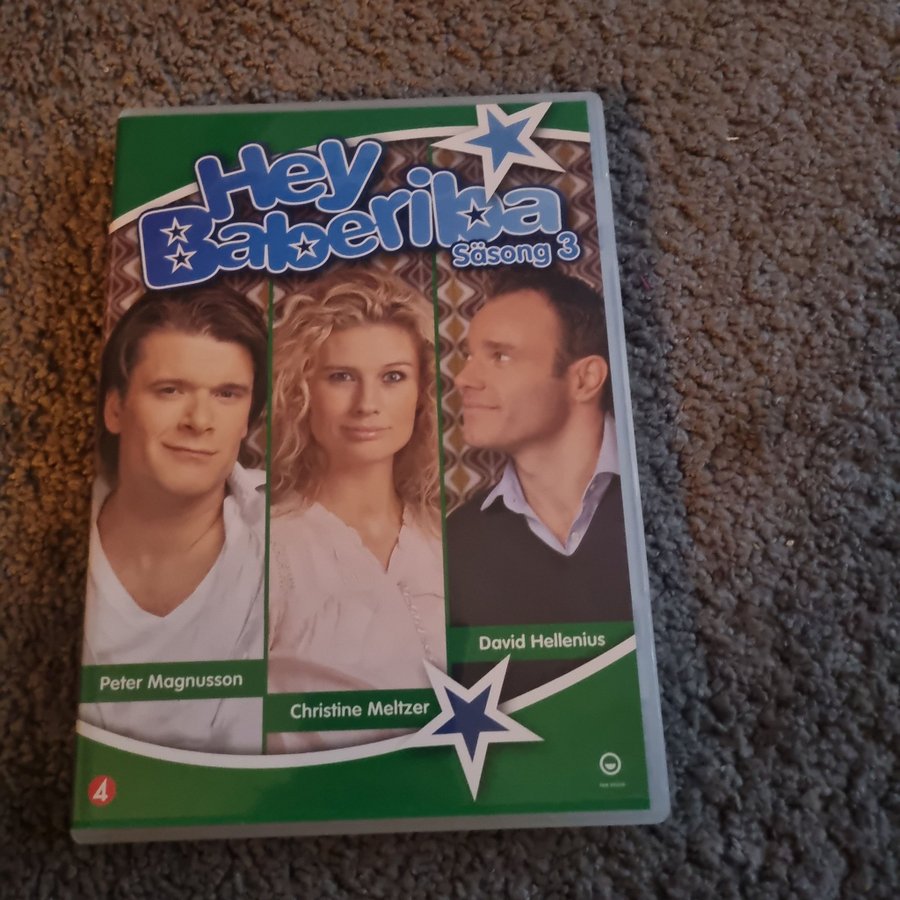 Hey
Baberiba
Säsong 3
David Hellenius
Peter Magnusson
Christine Meltzer
4